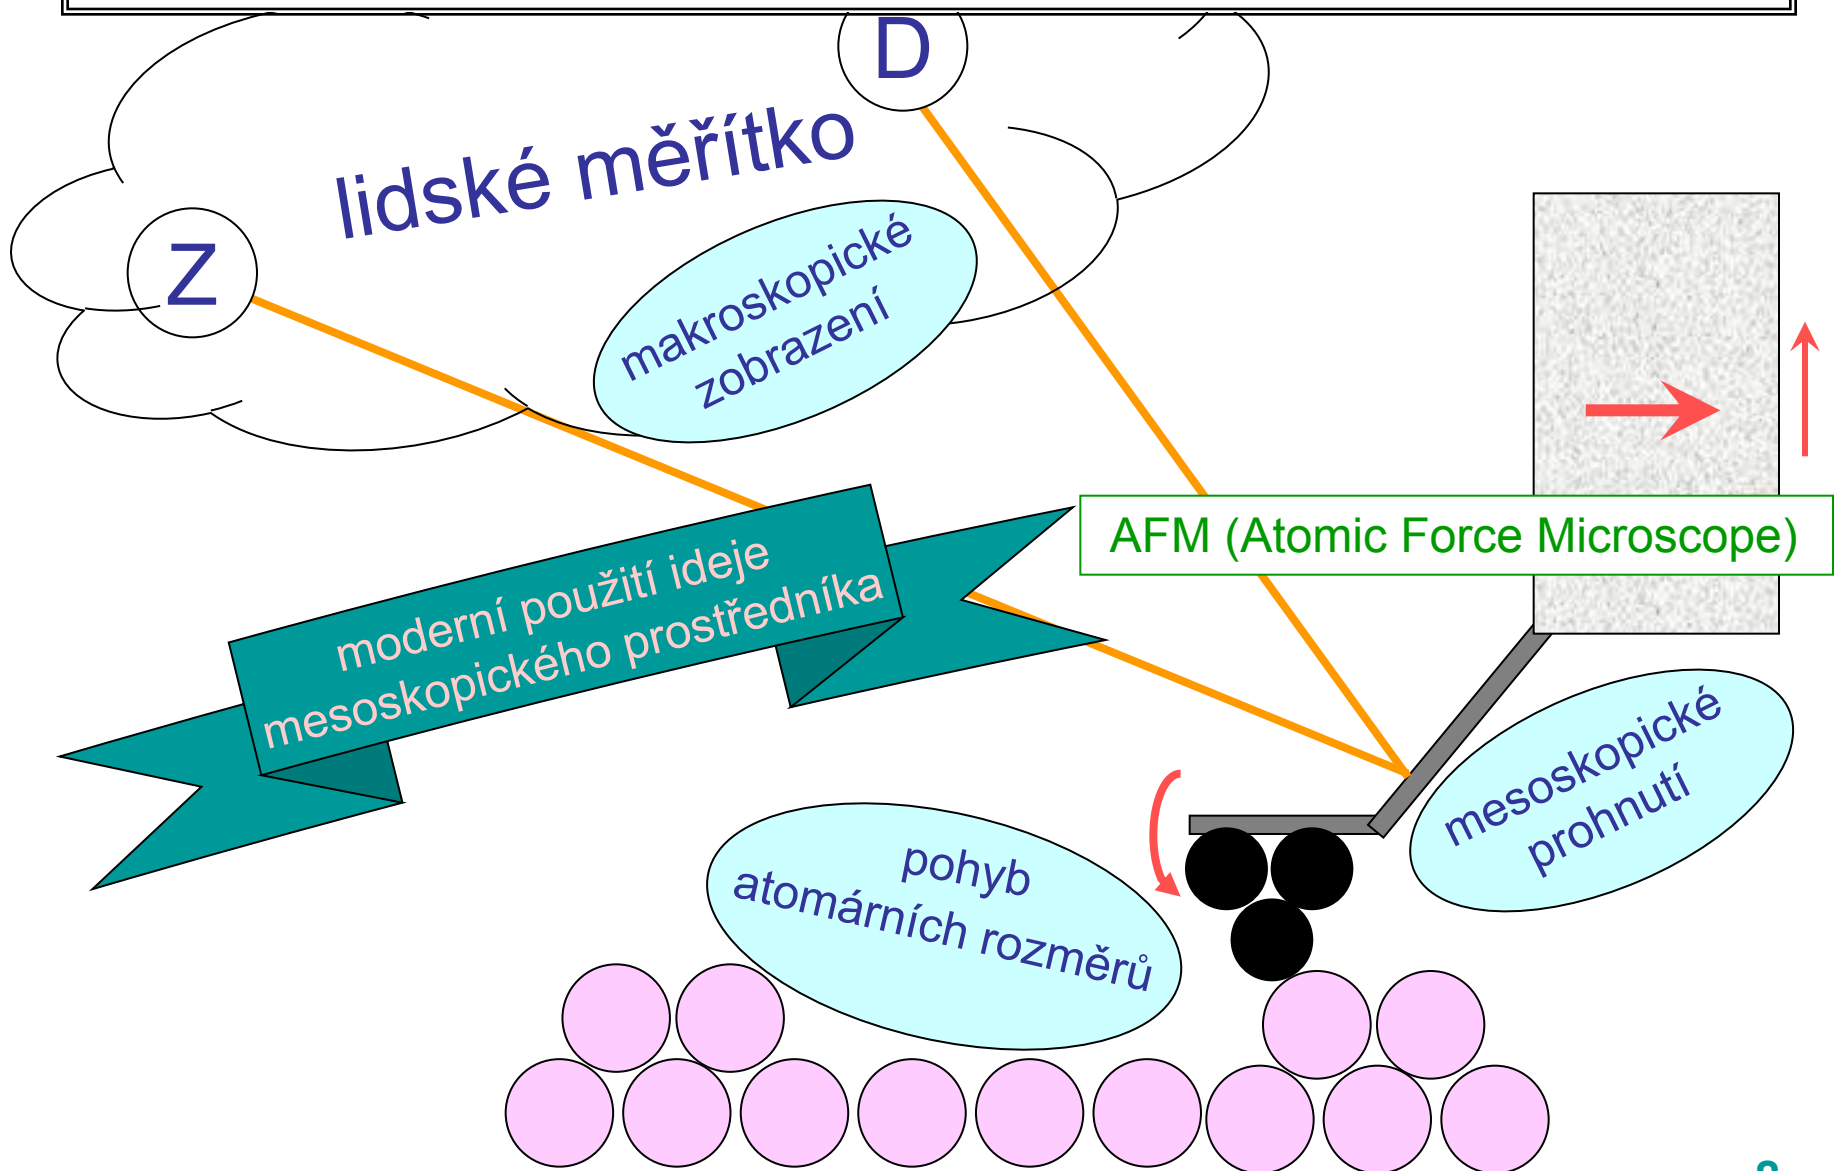 D
lidské měřítko
Z
makroskopické
zobrazení
AFM (Atomic Force Microscope)
moderní použití ideje
mesoskopického prostředníka
mesoskopické
prohnutí
pohyb
atomárních rozměrů